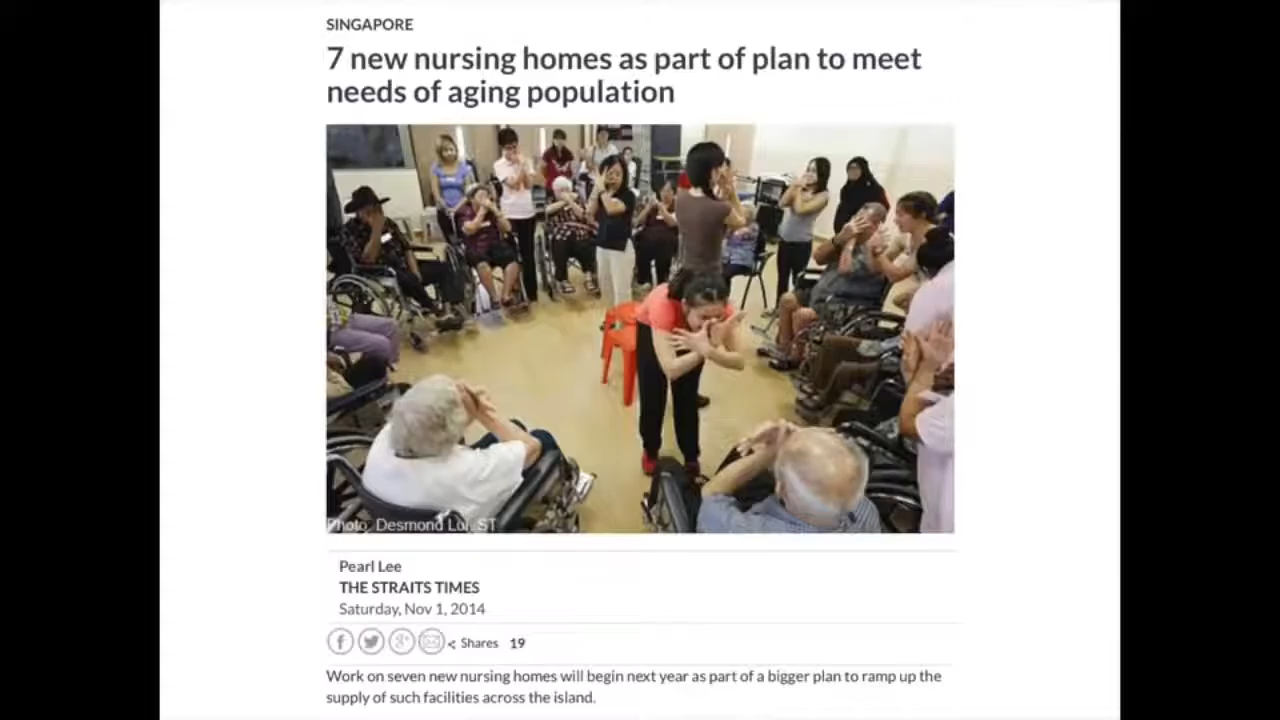 SINGAPORE
7 new nursing homes as part of plan to meet
needs of aging population
Photo: Desmond Lui, ST
Pearl Lee
THE STRAITS TIMES
Saturday, Nov 1, 2014
Shares 19
Work on seven new nursing homes will begin next year as part of a bigger plan to ramp up the
supply of such facilities across the island.